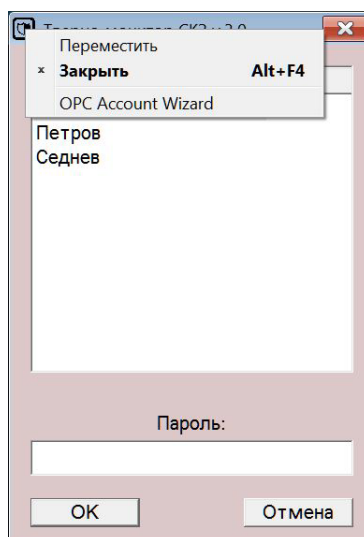 Переместить
x Закрыть Alt+F4
OPC Account Wizard
Петров
Седнев
Пароль:
OK
Отмена